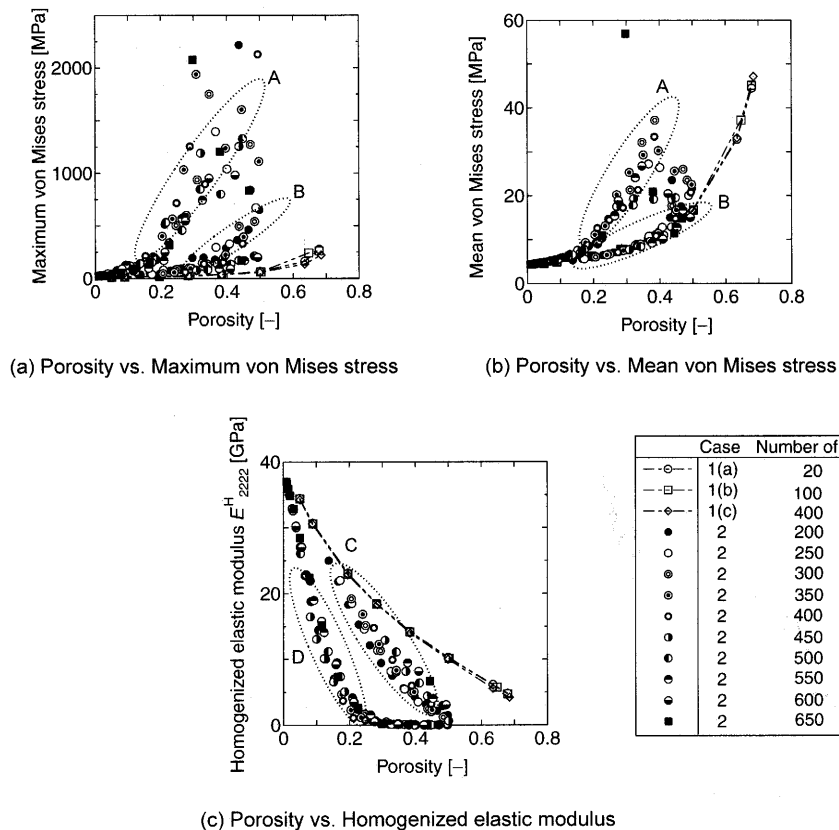 Maximum von Mises stress [MPa]
2000
1000
0
0 0.2 0.4 0.6 0.8
Porosity [–]
A
B
(a) Porosity vs. Maximum von Mises stress
Mean von Mises stress [MPa]
60
40
20
0
0 0.2 0.4 0.6 0.8
Porosity [–]
A
B
(b) Porosity vs. Mean von Mises stress
Homogenized elastic modulus E^H_2222 [GPa]
40
20
0
0 0.2 0.4 0.6 0.8
Porosity [–]
C
D
(c) Porosity vs. Homogenized elastic modulus
Case Number of
1(a) 20
1(b) 100
1(c) 400
2 200
2 250
2 300
2 350
2 400
2 450
2 500
2 550
2 600
2 650